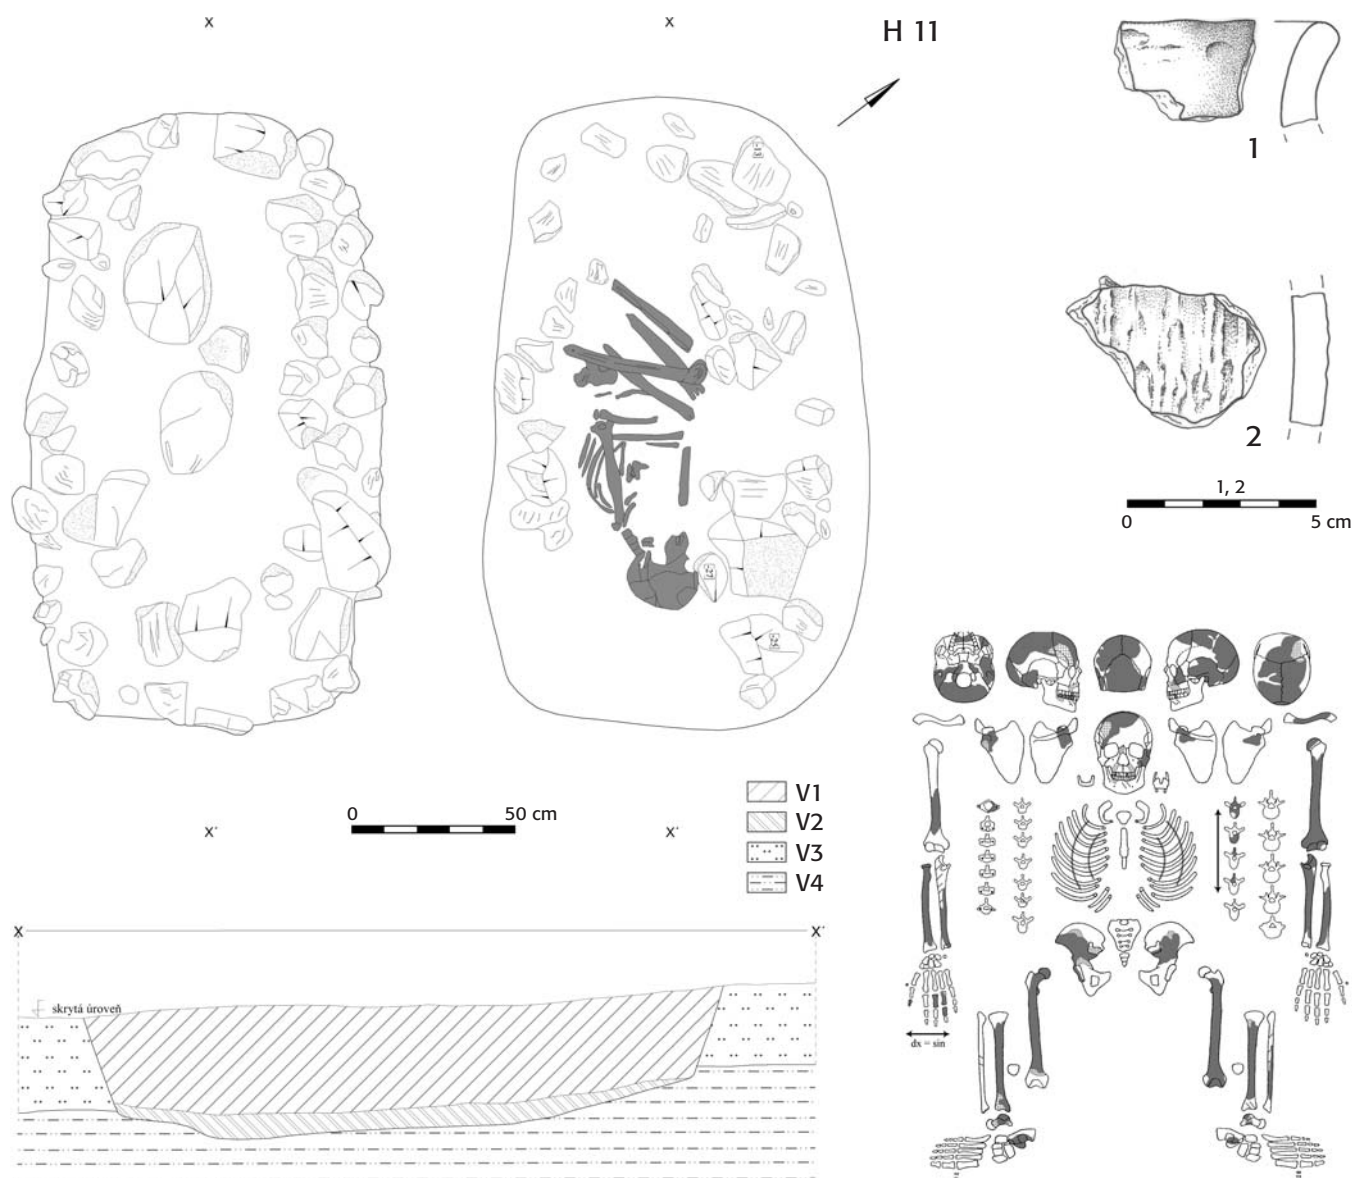 x
x
H 11
1
2
1, 2
0
5 cm
V1
V2
V3
V4
0
50 cm
x'
x'
x
x'
skrytá úroveň
dx = sin